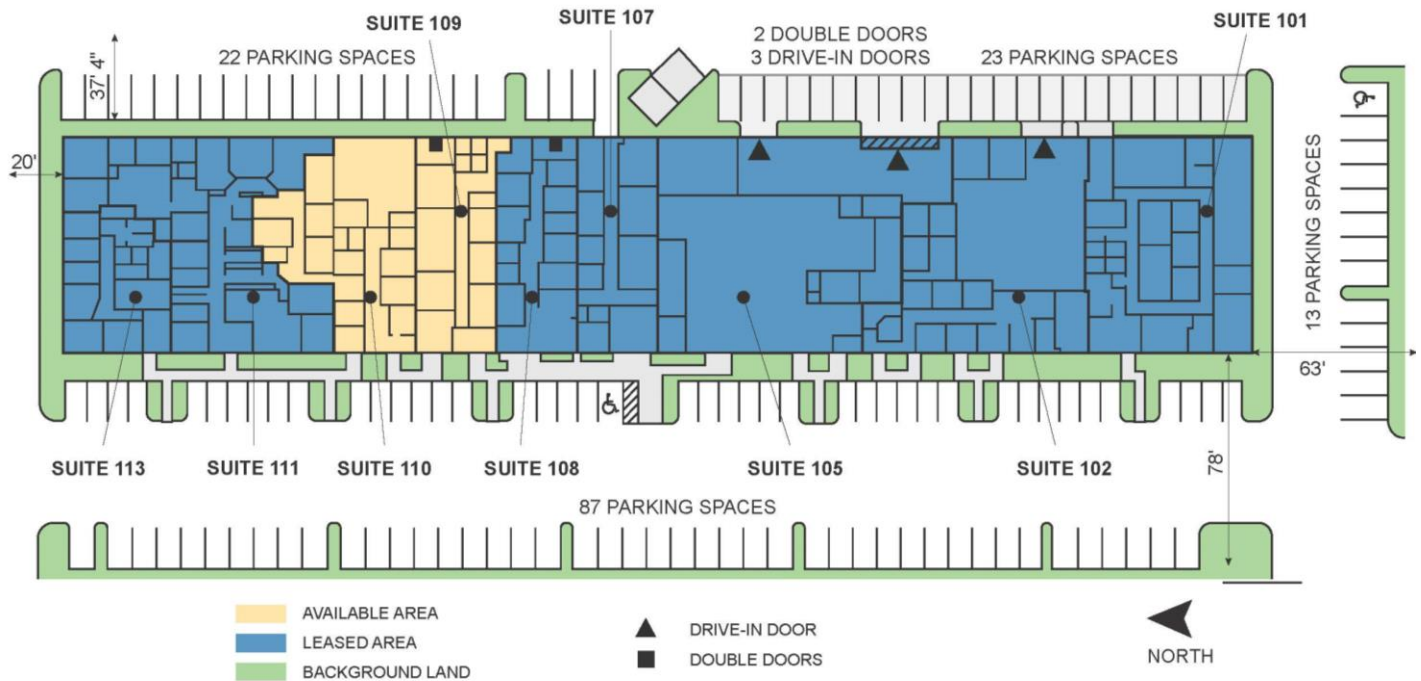 SUITE 109
SUITE 107
2 DOUBLE DOORS
3 DRIVE-IN DOORS
SUITE 101
22 PARKING SPACES
23 PARKING SPACES
37' 4"
20'
13 PARKING SPACES
63'
78'
SUITE 113
SUITE 111
SUITE 110
SUITE 108
SUITE 105
SUITE 102
87 PARKING SPACES
AVAILABLE AREA
LEASED AREA
BACKGROUND LAND
DRIVE-IN DOOR
DOUBLE DOORS
NORTH